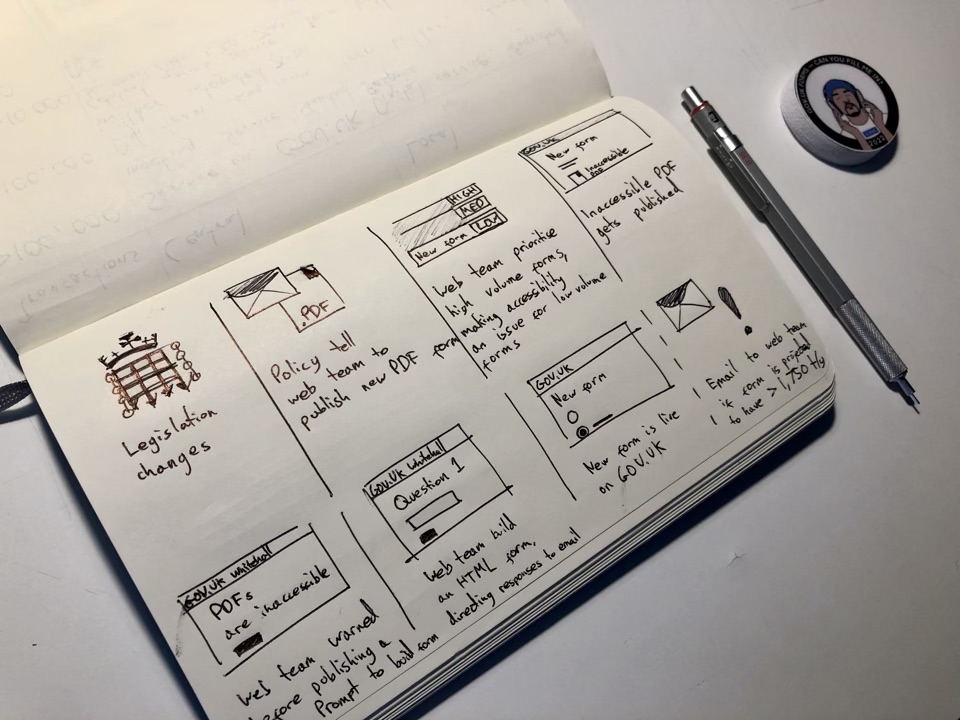 Legislation
changes
.PDF
Policy tell
web team to
publish new PDF form
HIGH
MED
LOW
New form
Web team prioritise
high volume forms,
making accessibility
an issue for low volume
forms
GOV.UK
New form
Inaccessible
PDF
Inaccessible PDF
gets published
GOV.UK Whitehall
PDFs
are inaccessible
Web team warned
before publishing a
Prompt to build form
GOV.UK Whitehall
Question 1
Web team build
an HTML form,
directing responses to email
GOV.UK
New form
New form is live
on GOV.UK
!
Email to web team
if form is projected
to have > 1,750 t/y
GOV.UK FORMS — CAN YOU FILL ME IN?